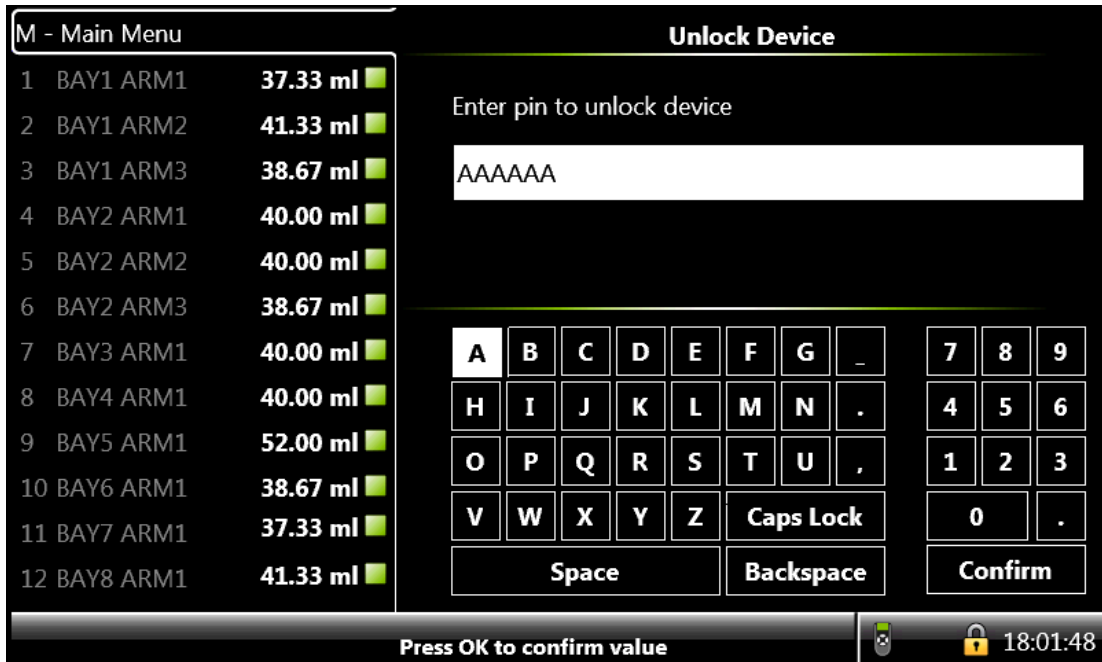 M - Main Menu
1 BAY1 ARM1 37.33 ml
2 BAY1 ARM2 41.33 ml
3 BAY1 ARM3 38.67 ml
4 BAY2 ARM1 40.00 ml
5 BAY2 ARM2 40.00 ml
6 BAY2 ARM3 38.67 ml
7 BAY3 ARM1 40.00 ml
8 BAY4 ARM1 40.00 ml
9 BAY5 ARM1 52.00 ml
10 BAY6 ARM1 38.67 ml
11 BAY7 ARM1 37.33 ml
12 BAY8 ARM1 41.33 ml
Unlock Device
Enter pin to unlock device
AAAAAA
A B C D E F G _ 7 8 9
H I J K L M N . 4 5 6
O P Q R S T U , 1 2 3
V W X Y Z Caps Lock 0 .
Space Backspace Confirm
Press OK to confirm value 18:01:48